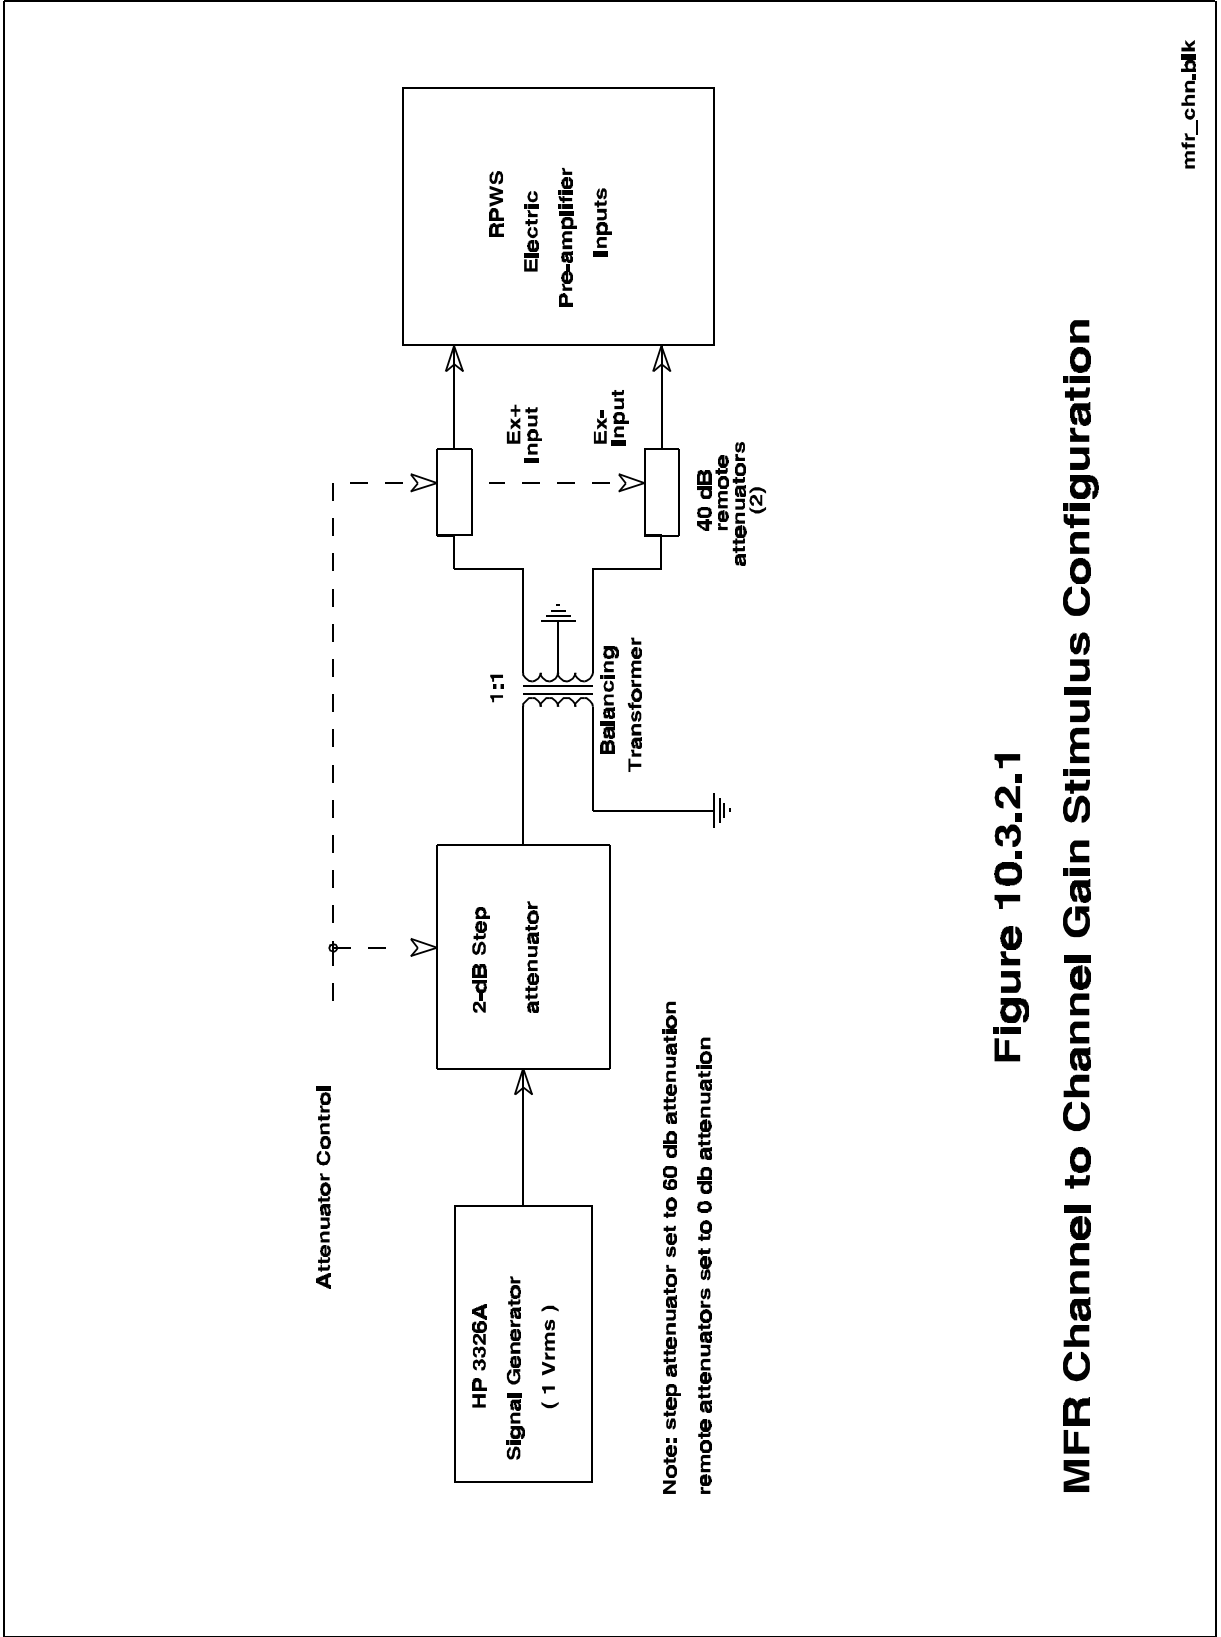 Attenuator Control
HP 3326A
Signal Generator
( 1 Vrms )
2-dB Step
attenuator
1:1
Balancing
Transformer
Ex+
Input
Ex-
Input
40 dB
remote
attenuators
(2)
RPWS
Electric
Pre-amplifier
Inputs
Note: step attenuator set to 60 db attenuation
remote attenuators set to 0 db attenuation
Figure 10.3.2.1
MFR Channel to Channel Gain Stimulus Configuration
mfr_chn.blk